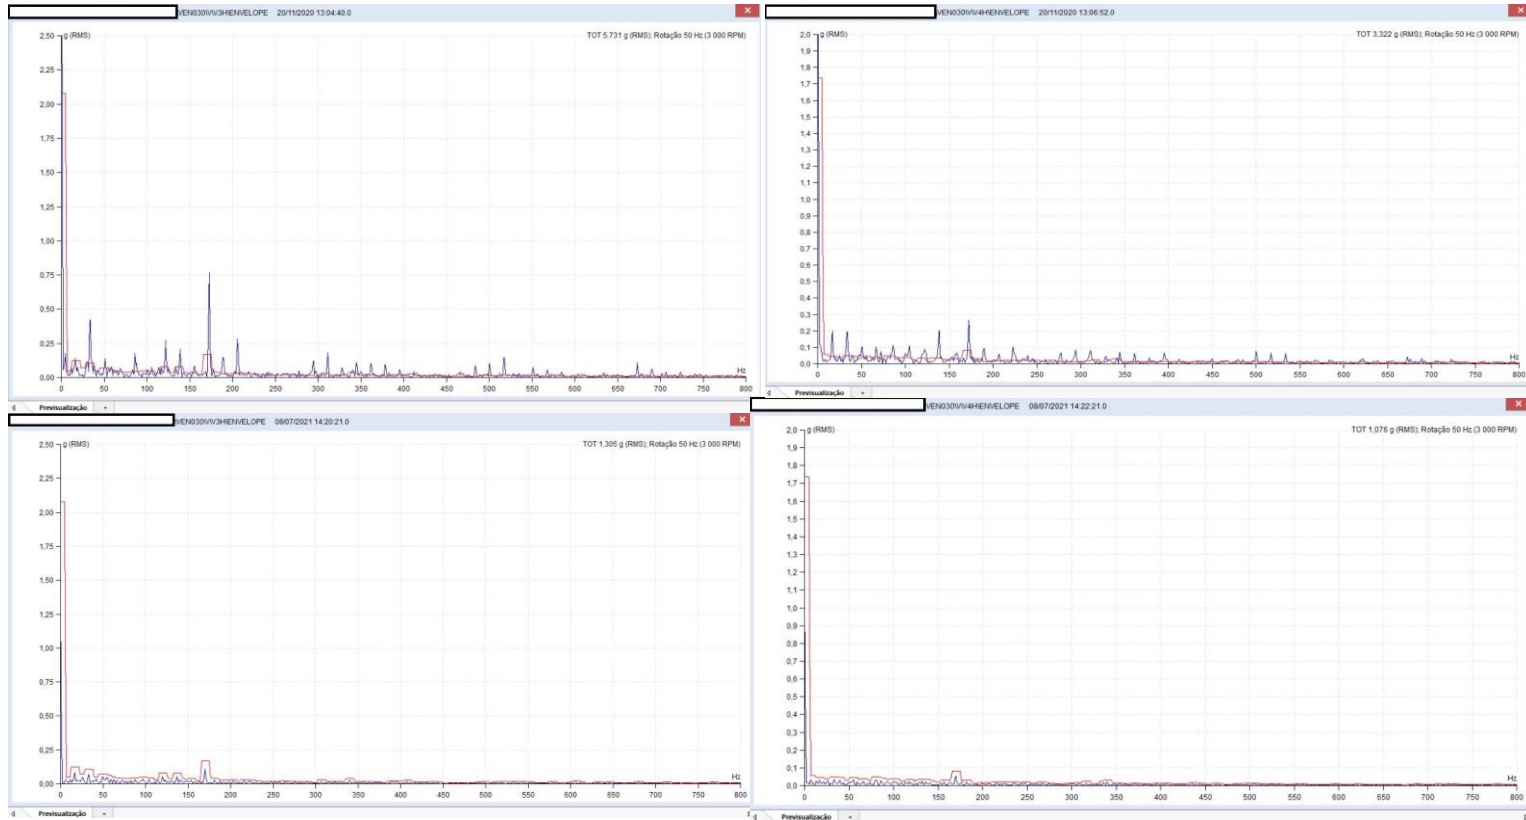 VEN030\V\V3H\ENVELOPE 20/11/2020 13:04:40.0
g (RMS)
TOT 5,731 g (RMS); Rotação 50 Hz (3 000 RPM)
2,50
2,25
2,00
1,75
1,50
1,25
1,00
0,75
0,50
0,25
0,00
Hz
0 50 100 150 200 250 300 350 400 450 500 550 600 650 700 750 800
Previsualização
VEN030\V\V4H\ENVELOPE 20/11/2020 13:06:52.0
g (RMS)
TOT 3,322 g (RMS); Rotação 50 Hz (3 000 RPM)
2,0
1,9
1,8
1,7
1,6
1,5
1,4
1,3
1,2
1,1
1,0
0,9
0,8
0,7
0,6
0,5
0,4
0,3
0,2
0,1
0,0
Hz
0 50 100 150 200 250 300 350 400 450 500 550 600 650 700 750 800
Previsualização
VEN030\V\V3H\ENVELOPE 08/07/2021 14:20:21.0
g (RMS)
TOT 1,305 g (RMS); Rotação 50 Hz (3 000 RPM)
2,50
2,25
2,00
1,75
1,50
1,25
1,00
0,75
0,50
0,25
0,00
Hz
0 50 100 150 200 250 300 350 400 450 500 550 600 650 700 750 800
Previsualização
VEN030\V\V4H\ENVELOPE 08/07/2021 14:22:21.0
g (RMS)
TOT 1,076 g (RMS); Rotação 50 Hz (3 000 RPM)
2,0
1,9
1,8
1,7
1,6
1,5
1,4
1,3
1,2
1,1
1,0
0,9
0,8
0,7
0,6
0,5
0,4
0,3
0,2
0,1
0,0
Hz
0 50 100 150 200 250 300 350 400 450 500 550 600 650 700 750 800
Previsualização